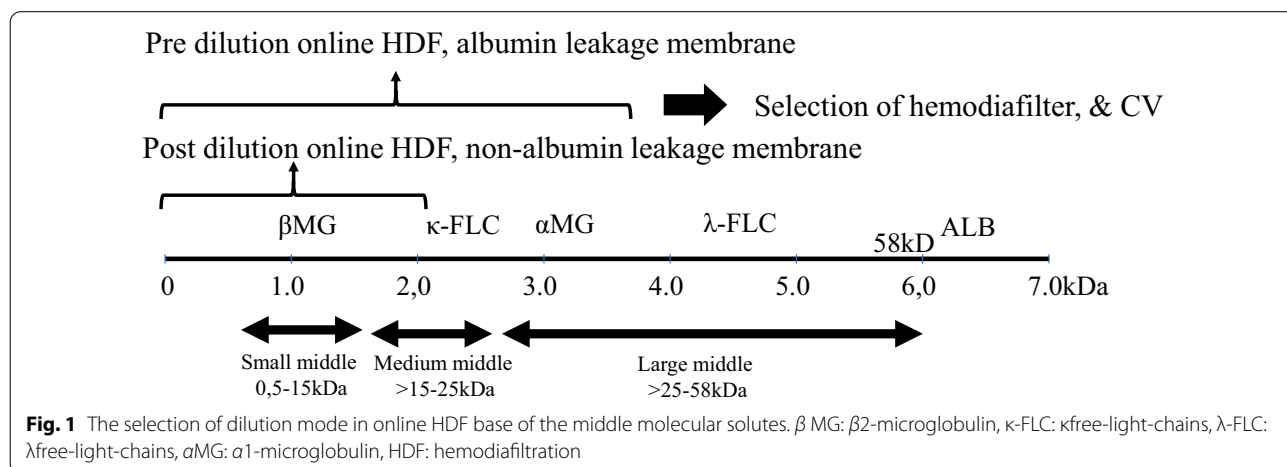 Pre dilution online HDF, albumin leakage membrane
Selection of hemodiafilter, & CV
Post dilution online HDF, non-albumin leakage membrane
βMG κ-FLC αMG λ-FLC 58kD ALB
0 1.0 2,0 3.0 4.0 5.0 6,0 7.0kDa
Small middle Medium middle Large middle
0,5-15kDa >15-25kDa >25-58kDa
Fig. 1 The selection of dilution mode in online HDF base of the middle molecular solutes. β MG: β2-microglobulin, κ-FLC: κfree-light-chains, λ-FLC:
λfree-light-chains, αMG: α1-microglobulin, HDF: hemodiafiltration